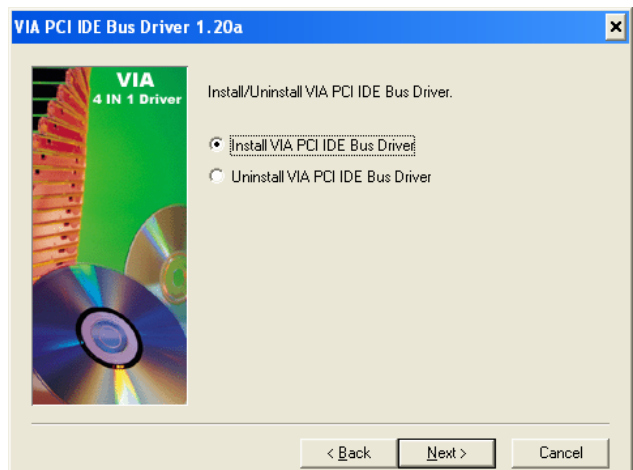 VIA PCI IDE Bus Driver 1.20a
VIA
4 IN 1 Driver
Install/Uninstall VIA PCI IDE Bus Driver.
Install VIA PCI IDE Bus Driver
Uninstall VIA PCI IDE Bus Driver
< Back
Next >
Cancel